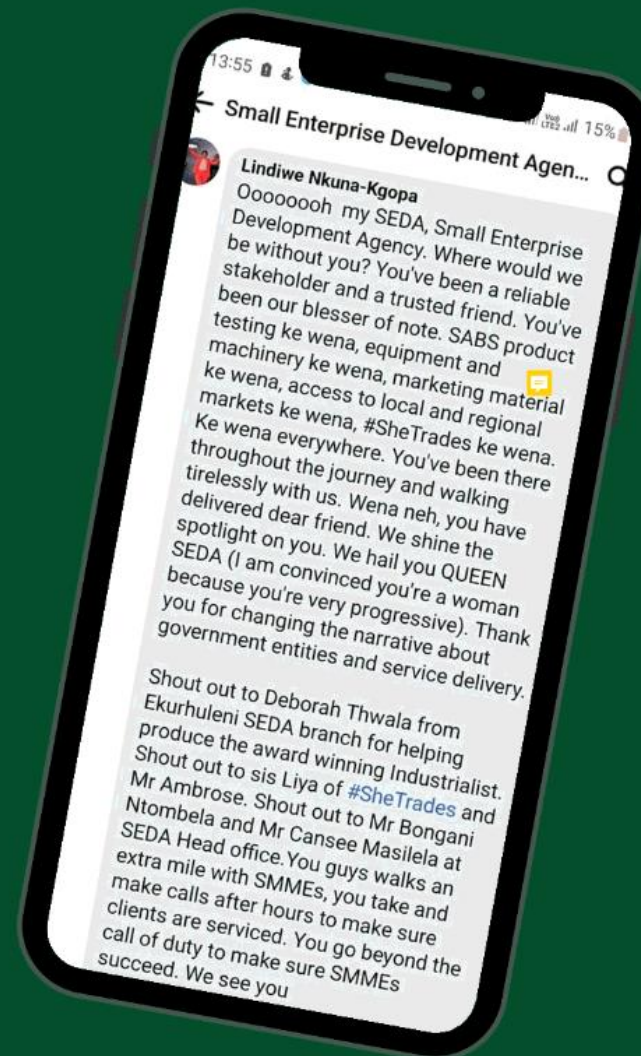 13:55
15%
Small Enterprise Development Agen...
Lindiwe Nkuna-Kgopa
Oooooooh my SEDA, Small Enterprise
Development Agency. Where would we
be without you? You've been a reliable
stakeholder and a trusted friend. You've
been our blesser of note. SABS product
testing ke wena, equipment and
machinery ke wena, marketing material
ke wena, access to local and regional
markets ke wena, #SheTrades ke wena.
Ke wena everywhere. You've been there
throughout the journey and walking
tirelessly with us. Wena neh, you have
delivered dear friend. We shine the
spotlight on you. We hail you QUEEN
SEDA (I am convinced you're a woman
because you're very progressive). Thank
you for changing the narrative about
government entities and service delivery.
Shout out to Deborah Thwala from
Ekurhuleni SEDA branch for helping
produce the award winning Industrialist.
Shout out to sis Liya of #SheTrades and
Mr Ambrose. Shout out to Mr Bongani
Ntombela and Mr Cansee Masilela at
SEDA Head office.You guys walks an
extra mile with SMMEs, you take and
make calls after hours to make sure
clients are serviced. You go beyond the
call of duty to make sure SMMEs
succeed. We see you